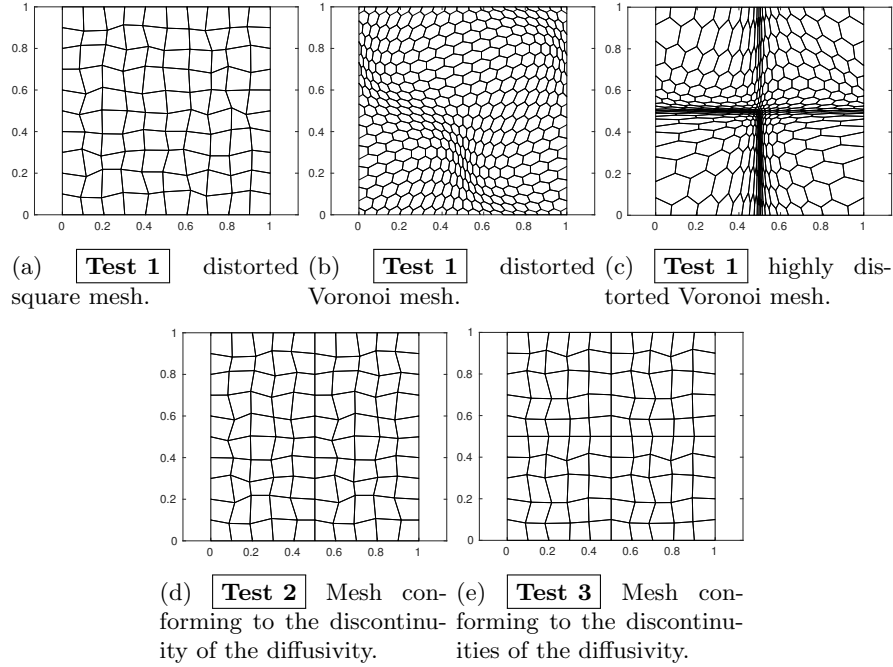 1
0.8
0.6
0.4
0.2
0
0 0.2 0.4 0.6 0.8 1
1
0.8
0.6
0.4
0.2
0
0 0.2 0.4 0.6 0.8 1
1
0.8
0.6
0.4
0.2
0
0 0.2 0.4 0.6 0.8 1
(a) Test 1 distorted
square mesh.
(b) Test 1 distorted
Voronoi mesh.
(c) Test 1 highly dis-
torted Voronoi mesh.
1
0.8
0.6
0.4
0.2
0
0 0.2 0.4 0.6 0.8 1
1
0.8
0.6
0.4
0.2
0
0 0.2 0.4 0.6 0.8 1
(d) Test 2 Mesh con-
forming to the discontinu-
ity of the diffusivity.
(e) Test 3 Mesh con-
forming to the discontinu-
ities of the diffusivity.